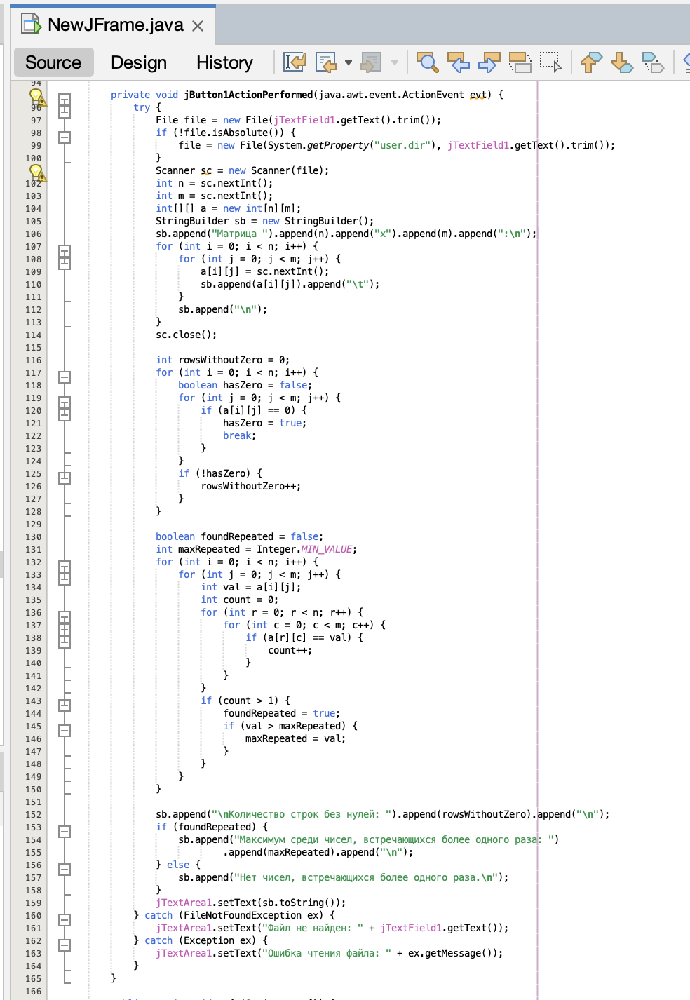 NewJFrame.java
Source Design History
94
private void jButton1ActionPerformed(java.awt.event.ActionEvent evt) {
96 try {
97 File file = new File(jTextField1.getText().trim());
98 if (!file.isAbsolute()) {
99 file = new File(System.getProperty("user.dir"), jTextField1.getText().trim());
100 }
Scanner sc = new Scanner(file);
102 int n = sc.nextInt();
103 int m = sc.nextInt();
104 int[][] a = new int[n][m];
105 StringBuilder sb = new StringBuilder();
106 sb.append("Матрица ").append(n).append("x").append(m).append(":\n");
107 for (int i = 0; i < n; i++) {
108 for (int j = 0; j < m; j++) {
109 a[i][j] = sc.nextInt();
110 sb.append(a[i][j]).append("\t");
111 }
112 sb.append("\n");
113 }
114 sc.close();
115
116 int rowsWithoutZero = 0;
117 for (int i = 0; i < n; i++) {
118 boolean hasZero = false;
119 for (int j = 0; j < m; j++) {
120 if (a[i][j] == 0) {
121 hasZero = true;
122 break;
123 }
124 }
125 if (!hasZero) {
126 rowsWithoutZero++;
127 }
128 }
129
130 boolean foundRepeated = false;
131 int maxRepeated = Integer.MIN_VALUE;
132 for (int i = 0; i < n; i++) {
133 for (int j = 0; j < m; j++) {
134 int val = a[i][j];
135 int count = 0;
136 for (int r = 0; r < n; r++) {
137 for (int c = 0; c < m; c++) {
138 if (a[r][c] == val) {
139 count++;
140 }
141 }
142 }
143 if (count > 1) {
144 foundRepeated = true;
145 if (val > maxRepeated) {
146 maxRepeated = val;
147 }
148 }
149 }
150 }
151
152 sb.append("\nКоличество строк без нулей: ").append(rowsWithoutZero).append("\n");
153 if (foundRepeated) {
154 sb.append("Максимум среди чисел, встречающихся более одного раза: ")
155 .append(maxRepeated).append("\n");
156 } else {
157 sb.append("Нет чисел, встречающихся более одного раза.\n");
158 }
159 jTextArea1.setText(sb.toString());
160 } catch (FileNotFoundException ex) {
161 jTextArea1.setText("Файл не найден: " + jTextField1.getText());
162 } catch (Exception ex) {
163 jTextArea1.setText("Ошибка чтения файла: " + ex.getMessage());
164 }
165 }
166